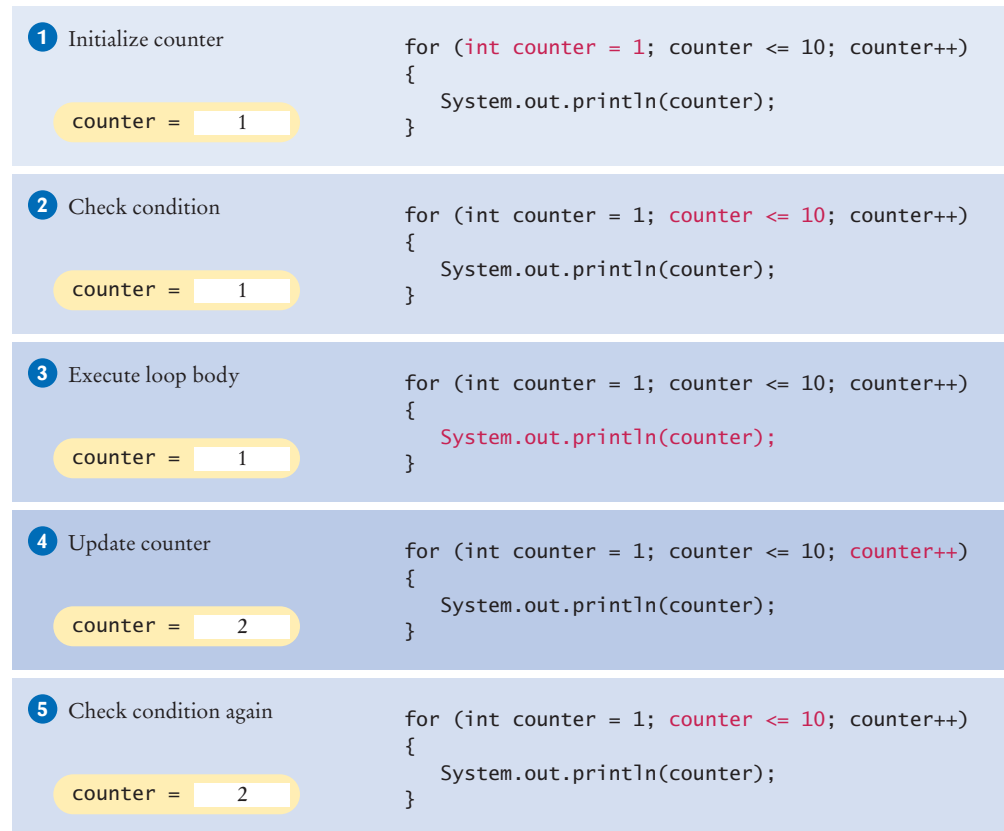 1 Initialize counter
for (int counter = 1; counter <= 10; counter++)
{
System.out.println(counter);
}
counter = 1
2 Check condition
for (int counter = 1; counter <= 10; counter++)
{
System.out.println(counter);
}
counter = 1
3 Execute loop body
for (int counter = 1; counter <= 10; counter++)
{
System.out.println(counter);
}
counter = 1
4 Update counter
for (int counter = 1; counter <= 10; counter++)
{
System.out.println(counter);
}
counter = 2
5 Check condition again
for (int counter = 1; counter <= 10; counter++)
{
System.out.println(counter);
}
counter = 2